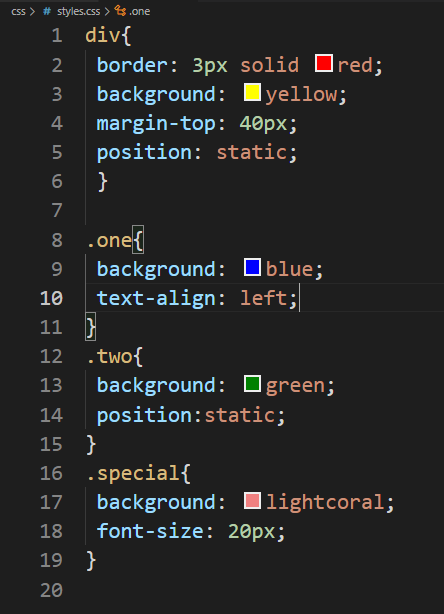 css > # styles.css > .one
1 div{
2 border: 3px solid red;
3 background: yellow;
4 margin-top: 40px;
5 position: static;
6 }
7
8 .one{
9 background: blue;
10 text-align: left;
11 }
12 .two{
13 background: green;
14 position:static;
15 }
16 .special{
17 background: lightcoral;
18 font-size: 20px;
19 }
20